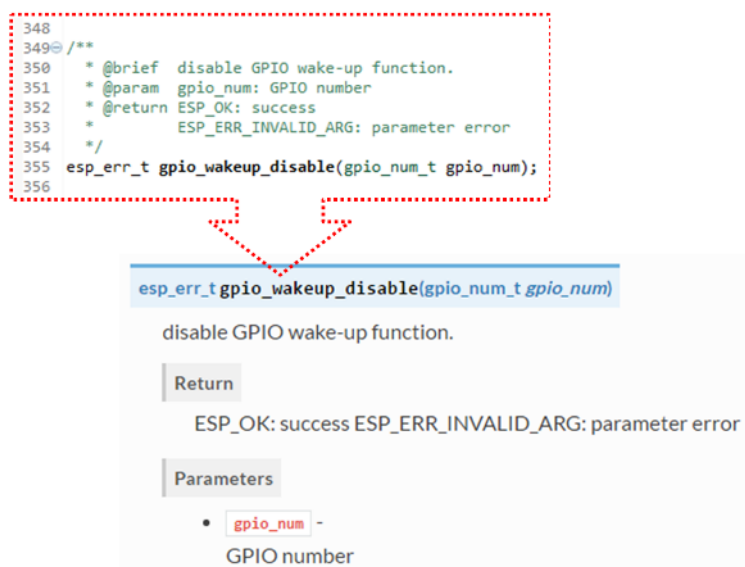 348
349 /**
350 * @brief disable GPIO wake-up function.
351 * @param gpio_num: GPIO number
352 * @return ESP_OK: success
353 * ESP_ERR_INVALID_ARG: parameter error
354 */
355 esp_err_t gpio_wakeup_disable(gpio_num_t gpio_num);
356
esp_err_t gpio_wakeup_disable(gpio_num_t gpio_num)
disable GPIO wake-up function.
Return
ESP_OK: success ESP_ERR_INVALID_ARG: parameter error
Parameters
• gpio_num -
GPIO number